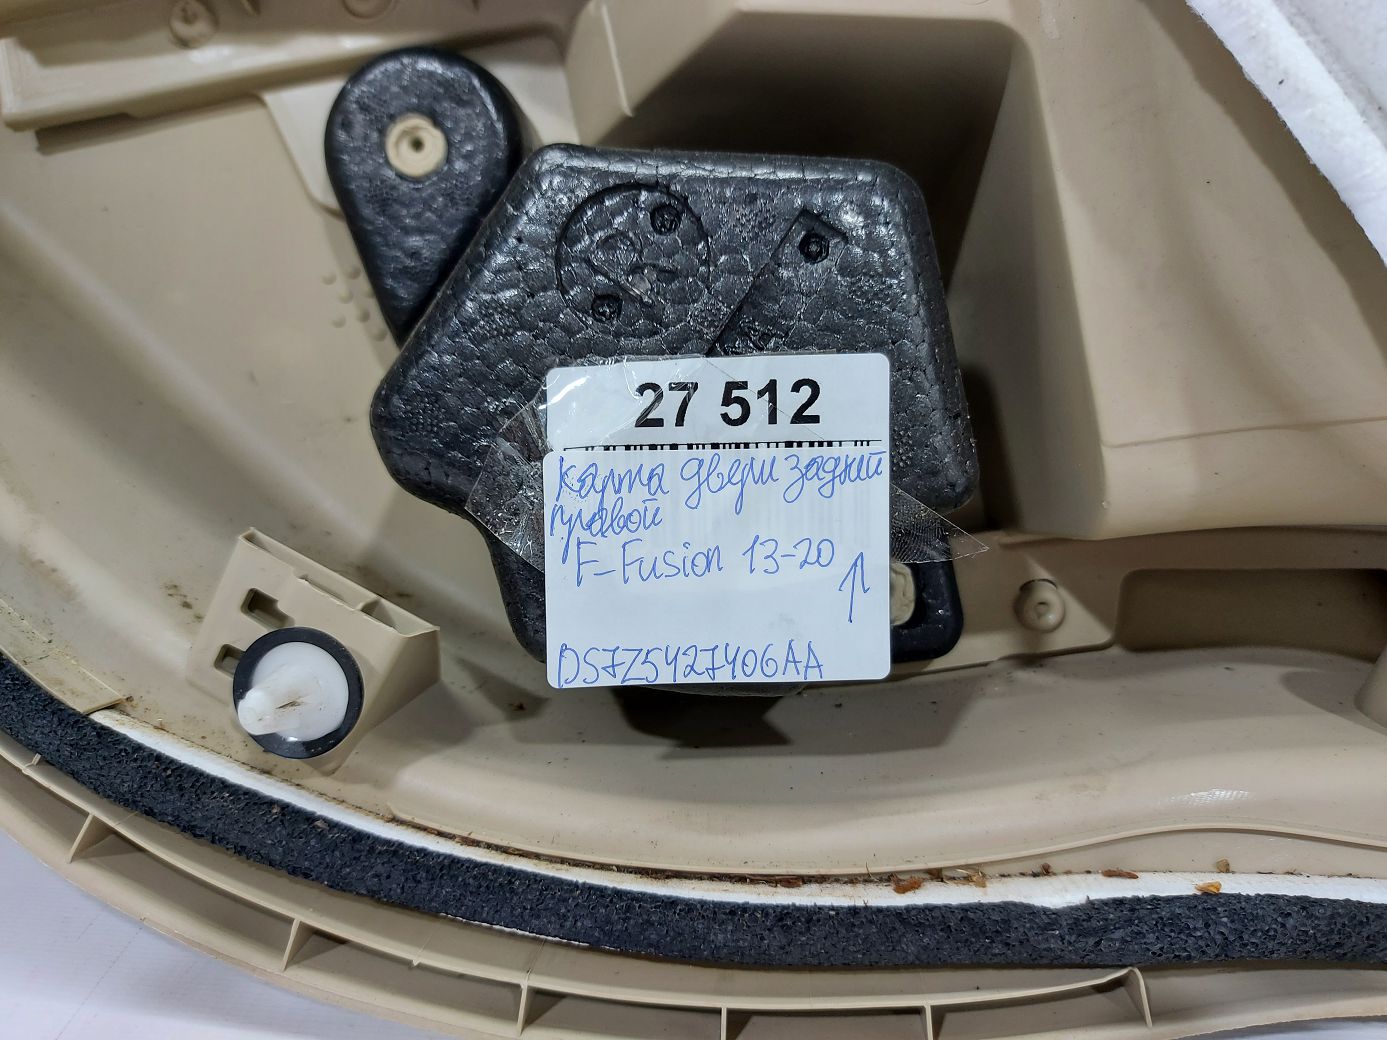 27 512
Карта двери задний
правой
F-Fusion 13-20
DS7Z5427406AA